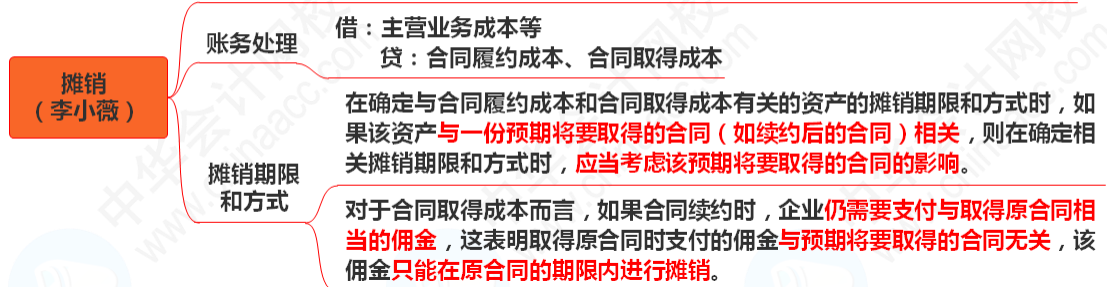 摊销
（李小薇）
账务处理
借：主营业务成本等
贷：合同履约成本、合同取得成本
摊销期限
和方式
在确定与合同履约成本和合同取得成本有关的资产的摊销期限和方式时，如
果该资产与一份预期将要取得的合同（如续约后的合同）相关，则在确定相
关摊销期限和方式时，应当考虑该预期将要取得的合同的影响。
对于合同取得成本而言，如果合同续约时，企业仍需要支付与取得原合同相
当的佣金，这表明取得原合同时支付的佣金与预期将要取得的合同无关，该
佣金只能在原合同的期限内进行摊销。
中华会计网校
www.chinaacc.com